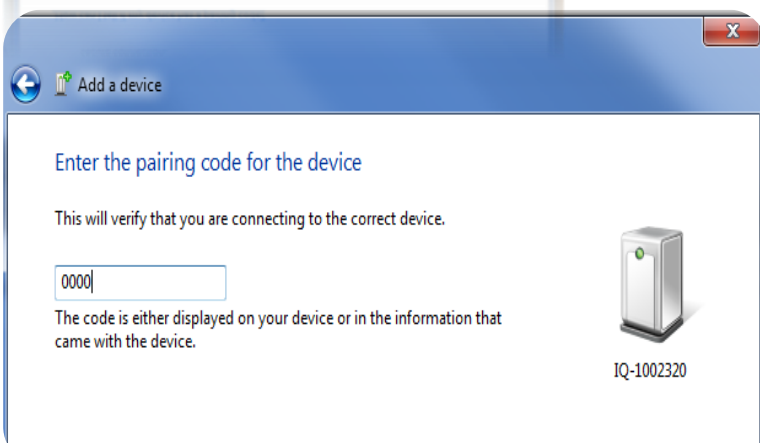 Add a device
Enter the pairing code for the device
This will verify that you are connecting to the correct device.
0000
The code is either displayed on your device or in the information that
came with the device.
IQ-1002320